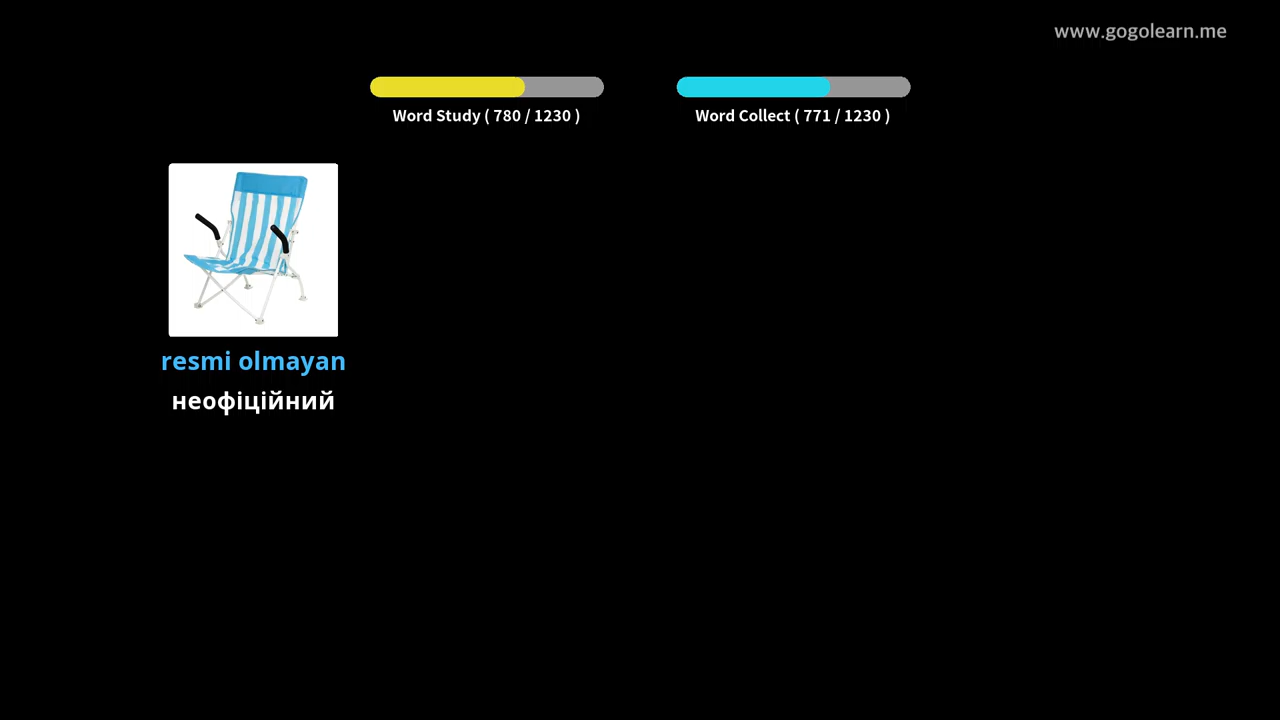 www.gogolearn.me
Word Study ( 780 / 1230 )
Word Collect ( 771 / 1230 )
resmi olmayan
неофіційний